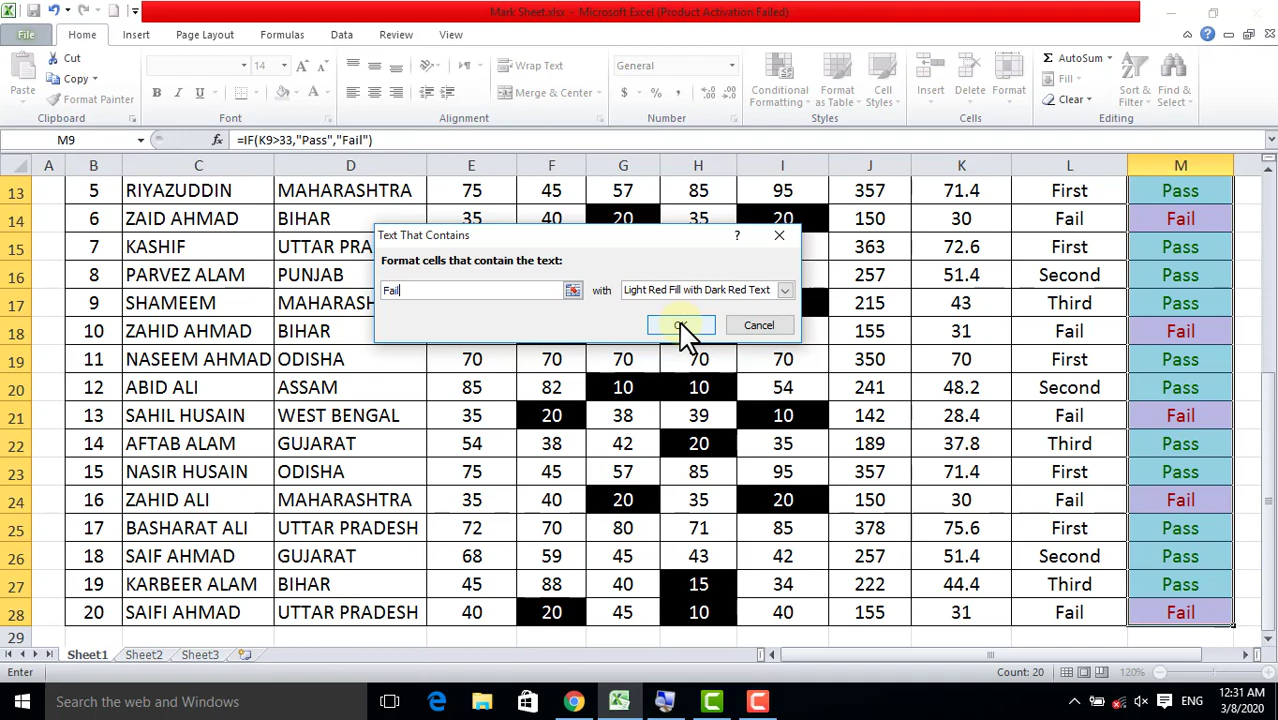 Mark Sheet.xlsx - Microsoft Excel (Product Activation Failed)
File Home Insert Page Layout Formulas Data Review View
Paste Cut Copy Format Painter Clipboard
14 B I U A A A Font
Wrap Text Merge & Center Alignment
General $ % , Number
Conditional Formatting Format as Table Cell Styles Styles
Insert Delete Format Cells
Σ AutoSum Fill Clear Sort & Filter Find & Select Editing
M9 fx =IF(K9>33,"Pass","Fail")
A B C D E F G H I J K L M
13 5 RIYAZUDDIN MAHARASHTRA 75 45 57 85 95 357 71.4 First Pass
14 6 ZAID AHMAD BIHAR 35 40 20 35 20 150 30 Fail Fail
15 7 KASHIF UTTAR PRA 363 72.6 First Pass
16 8 PARVEZ ALAM PUNJAB 257 51.4 Second Pass
17 9 SHAMEEM MAHARAS 215 43 Third Pass
18 10 ZAHID AHMAD BIHAR 155 31 Fail Fail
19 11 NASEEM AHMAD ODISHA 70 70 70 70 70 350 70 First Pass
20 12 ABID ALI ASSAM 85 82 10 10 54 241 48.2 Second Pass
21 13 SAHIL HUSAIN WEST BENGAL 35 20 38 39 10 142 28.4 Fail Fail
22 14 AFTAB ALAM GUJARAT 54 38 42 20 35 189 37.8 Third Pass
23 15 NASIR HUSAIN ODISHA 75 45 57 85 95 357 71.4 First Pass
24 16 ZAHID ALI MAHARASHTRA 35 40 20 35 20 150 30 Fail Fail
25 17 BASHARAT ALI UTTAR PRADESH 72 70 80 71 85 378 75.6 First Pass
26 18 SAIF AHMAD GUJARAT 68 59 45 43 42 257 51.4 Second Pass
27 19 KARBEER ALAM BIHAR 45 88 40 15 34 222 44.4 Third Pass
28 20 SAIFI AHMAD UTTAR PRADESH 40 20 45 10 40 155 31 Fail Fail
29
Text That Contains ?
Format cells that contain the text:
Fail with Light Red Fill with Dark Red Text
OK Cancel
Sheet1 Sheet2 Sheet3
Enter Count: 20 120%
Search the web and Windows ENG 12:31 AM
3/8/2020